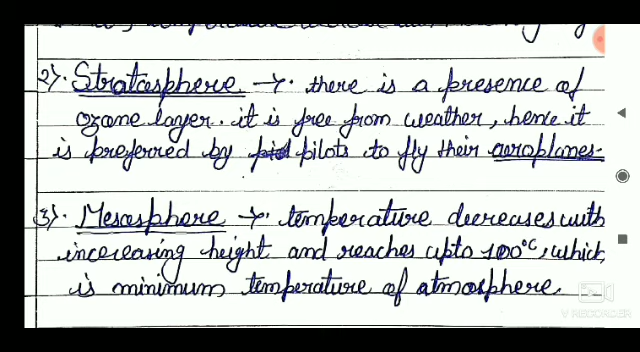 2). Stratosphere →. there is a presence of
ozone layer. it is free from weather, hence it
is preferred by pilots to fly their aeroplanes.
3). Mesosphere → temperature decreases with
increasing height and reaches upto 100°C, which
is minimum temperature of atmosphere.
V RECORDER